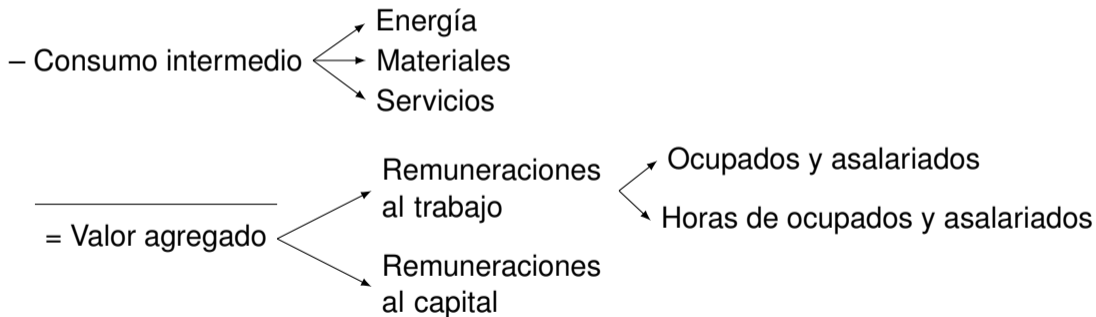 Energía
– Consumo intermedio
Materiales
Servicios
Remuneraciones
al trabajo
Ocupados y asalariados
Horas de ocupados y asalariados
= Valor agregado
Remuneraciones
al capital